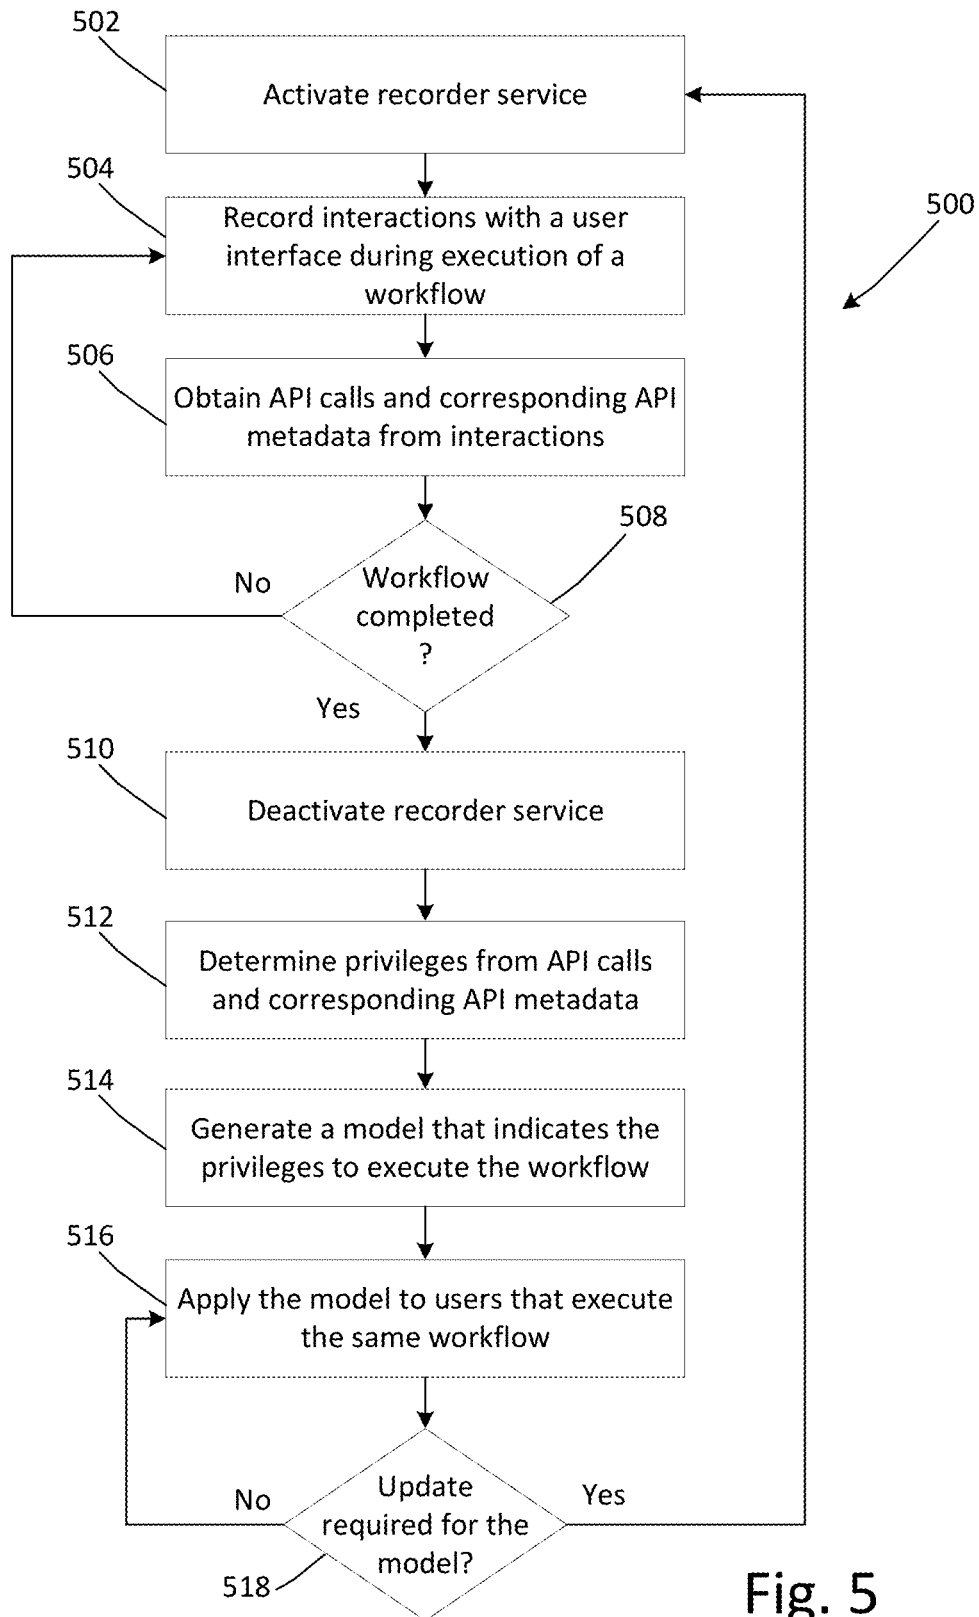 502
Activate recorder service
504
500
Record interactions with a user
interface during execution of a
workflow
506
Obtain API calls and corresponding API
metadata from interactions
508
No
Workflow
completed
?
Yes
510
Deactivate recorder service
512
Determine privileges from API calls
and corresponding API metadata
514
Generate a model that indicates the
privileges to execute the workflow
516
Apply the model to users that execute
the same workflow
No
Update
required for the
model?
Yes
518
Fig. 5